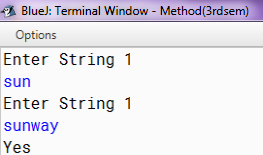 BlueJ: Terminal Window - Method(3rdsem)
Options
Enter String 1
sun
Enter String 1
sunway
Yes